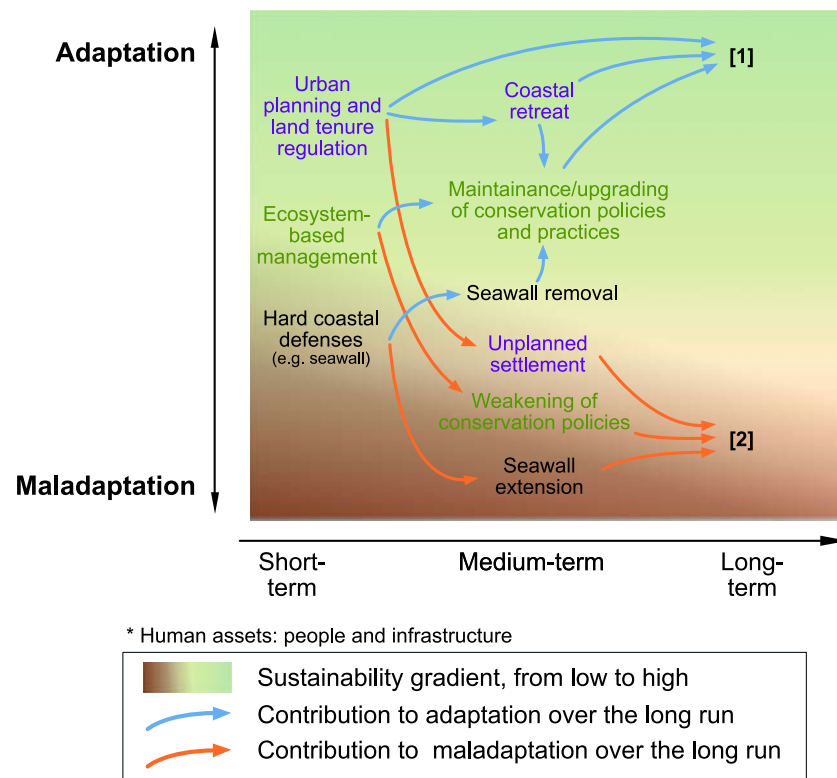 Adaptation
[1]
Urban
planning and
land tenure
regulation
Coastal
retreat
Maintainance/upgrading
of conservation policies
and practices
Ecosystem-
based
management
Seawall removal
Hard coastal
defenses
(e.g. seawall)
Unplanned
settlement
Weakening of
conservation policies
[2]
Seawall
extension
Maladaptation
Short-
term
Medium-term
Long-
term
* Human assets: people and infrastructure
Sustainability gradient, from low to high
Contribution to adaptation over the long run
Contribution to maladaptation over the long run